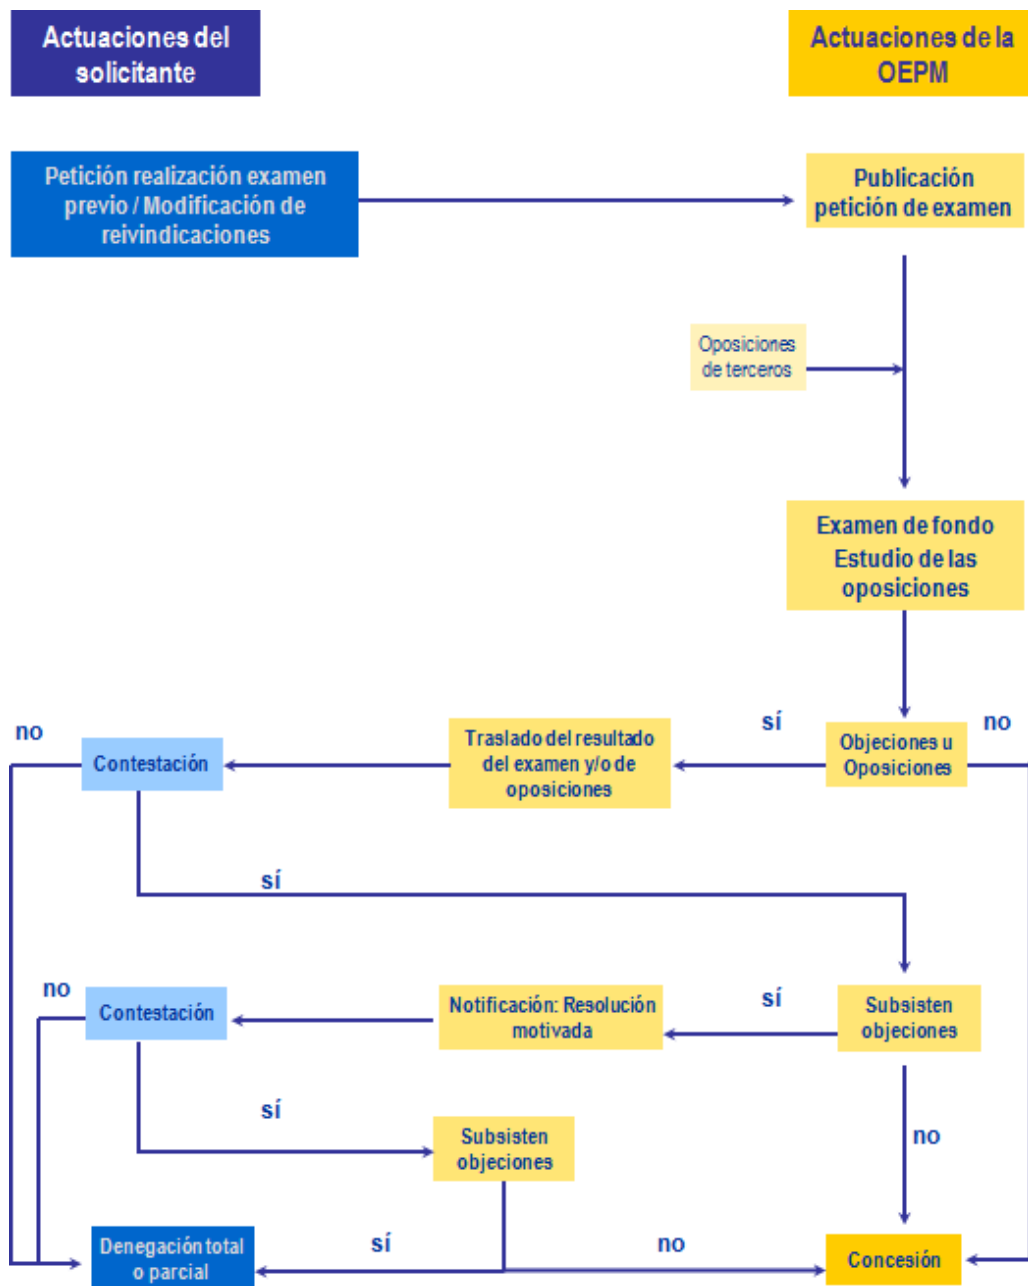 Actuaciones del
solicitante
Actuaciones de la
OEPM
Petición realización examen
previo / Modificación de
reivindicaciones
Publicación
petición de examen
Oposiciones
de terceros
Examen de fondo
Estudio de las
oposiciones
no
Contestación
Traslado del resultado
del examen y/o de
oposiciones
sí
Objeciones u
Oposiciones
no
sí
no
Contestación
Notificación: Resolución
motivada
sí
Subsisten
objeciones
sí
Subsisten
objeciones
no
Denegación total
o parcial
sí
no
Concesión